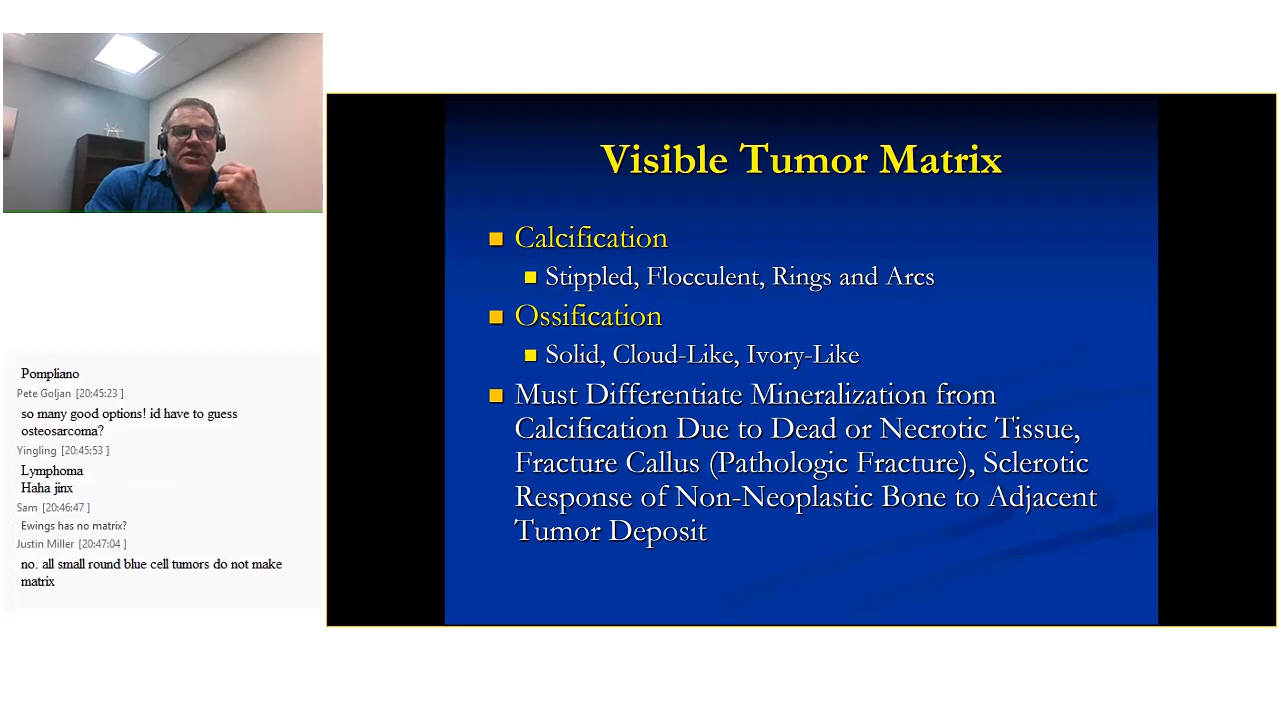 Visible Tumor Matrix
Calcification
Stippled, Flocculent, Rings and Arcs
Ossification
Solid, Cloud-Like, Ivory-Like
Must Differentiate Mineralization from
Calcification Due to Dead or Necrotic Tissue,
Fracture Callus (Pathologic Fracture), Sclerotic
Response of Non-Neoplastic Bone to Adjacent
Tumor Deposit
Pompliano
Pete Goljan [20:45:23 ]
so many good options! id have to guess
osteosarcoma?
Yingling [20:45:53 ]
Lymphoma
Haha jinx
Sam [20:46:47 ]
Ewings has no matrix?
Justin Miller [20:47:04 ]
no. all small round blue cell tumors do not make
matrix